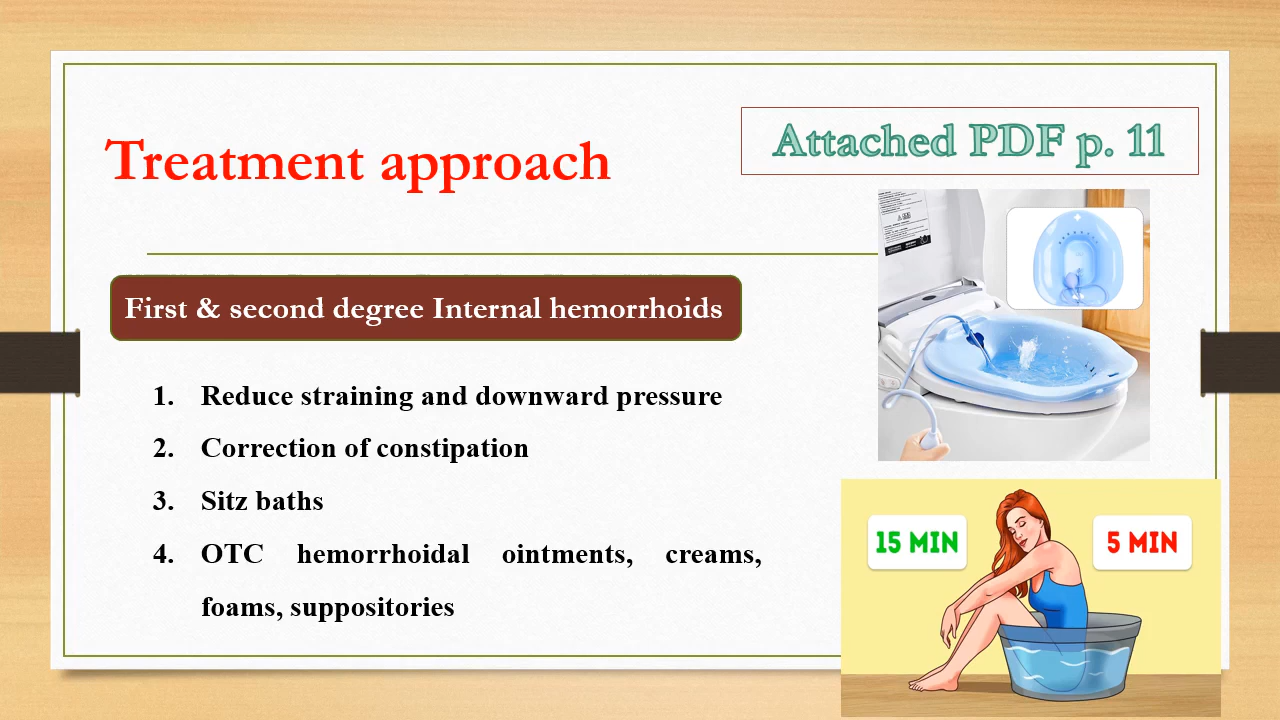 Treatment approach
Attached PDF p. 11
First & second degree Internal hemorrhoids
1. Reduce straining and downward pressure
2. Correction of constipation
3. Sitz baths
4. OTC hemorrhoidal ointments, creams,
foams, suppositories
15 MIN
5 MIN